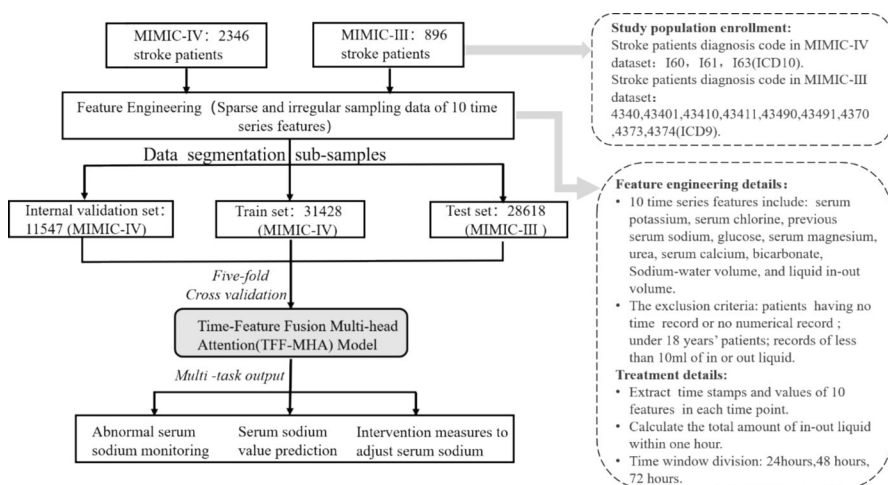 MIMIC-IV：2346
stroke patients
MIMIC-III：896
stroke patients
Feature Engineering（Sparse and irregular sampling data of 10 time
series features）
Data segmentation sub-samples
Internal validation set:
11547 (MIMIC-IV)
Train set: 31428
(MIMIC-IV)
Test set: 28618
(MIMIC-III )
Five-fold
Cross validation
Time-Feature Fusion Multi-head
Attention(TFF-MHA) Model
Multi -task output
Abnormal serum
sodium monitoring
Serum sodium
value prediction
Intervention measures to
adjust serum sodium
Study population enrollment:
Stroke patients diagnosis code in MIMIC-IV
dataset：I60，I61，I63(ICD10).
Stroke patients diagnosis code in MIMIC-III
dataset：
4340,43401,43410,43411,43490,43491,4370
,4373,4374(ICD9).
Feature engineering details：
• 10 time series features include: serum
potassium, serum chlorine, previous
serum sodium, glucose, serum magnesium,
urea, serum calcium, bicarbonate,
Sodium-water volume, and liquid in-out
volume.
• The exclusion criteria: patients having no
time record or no numerical record ;
under 18 years' patients; records of less
than 10ml of in or out liquid.
Treatment details:
• Extract time stamps and values of 10
features in each time point.
• Calculate the total amount of in-out liquid
within one hour.
• Time window division: 24hours,48 hours,
72 hours.